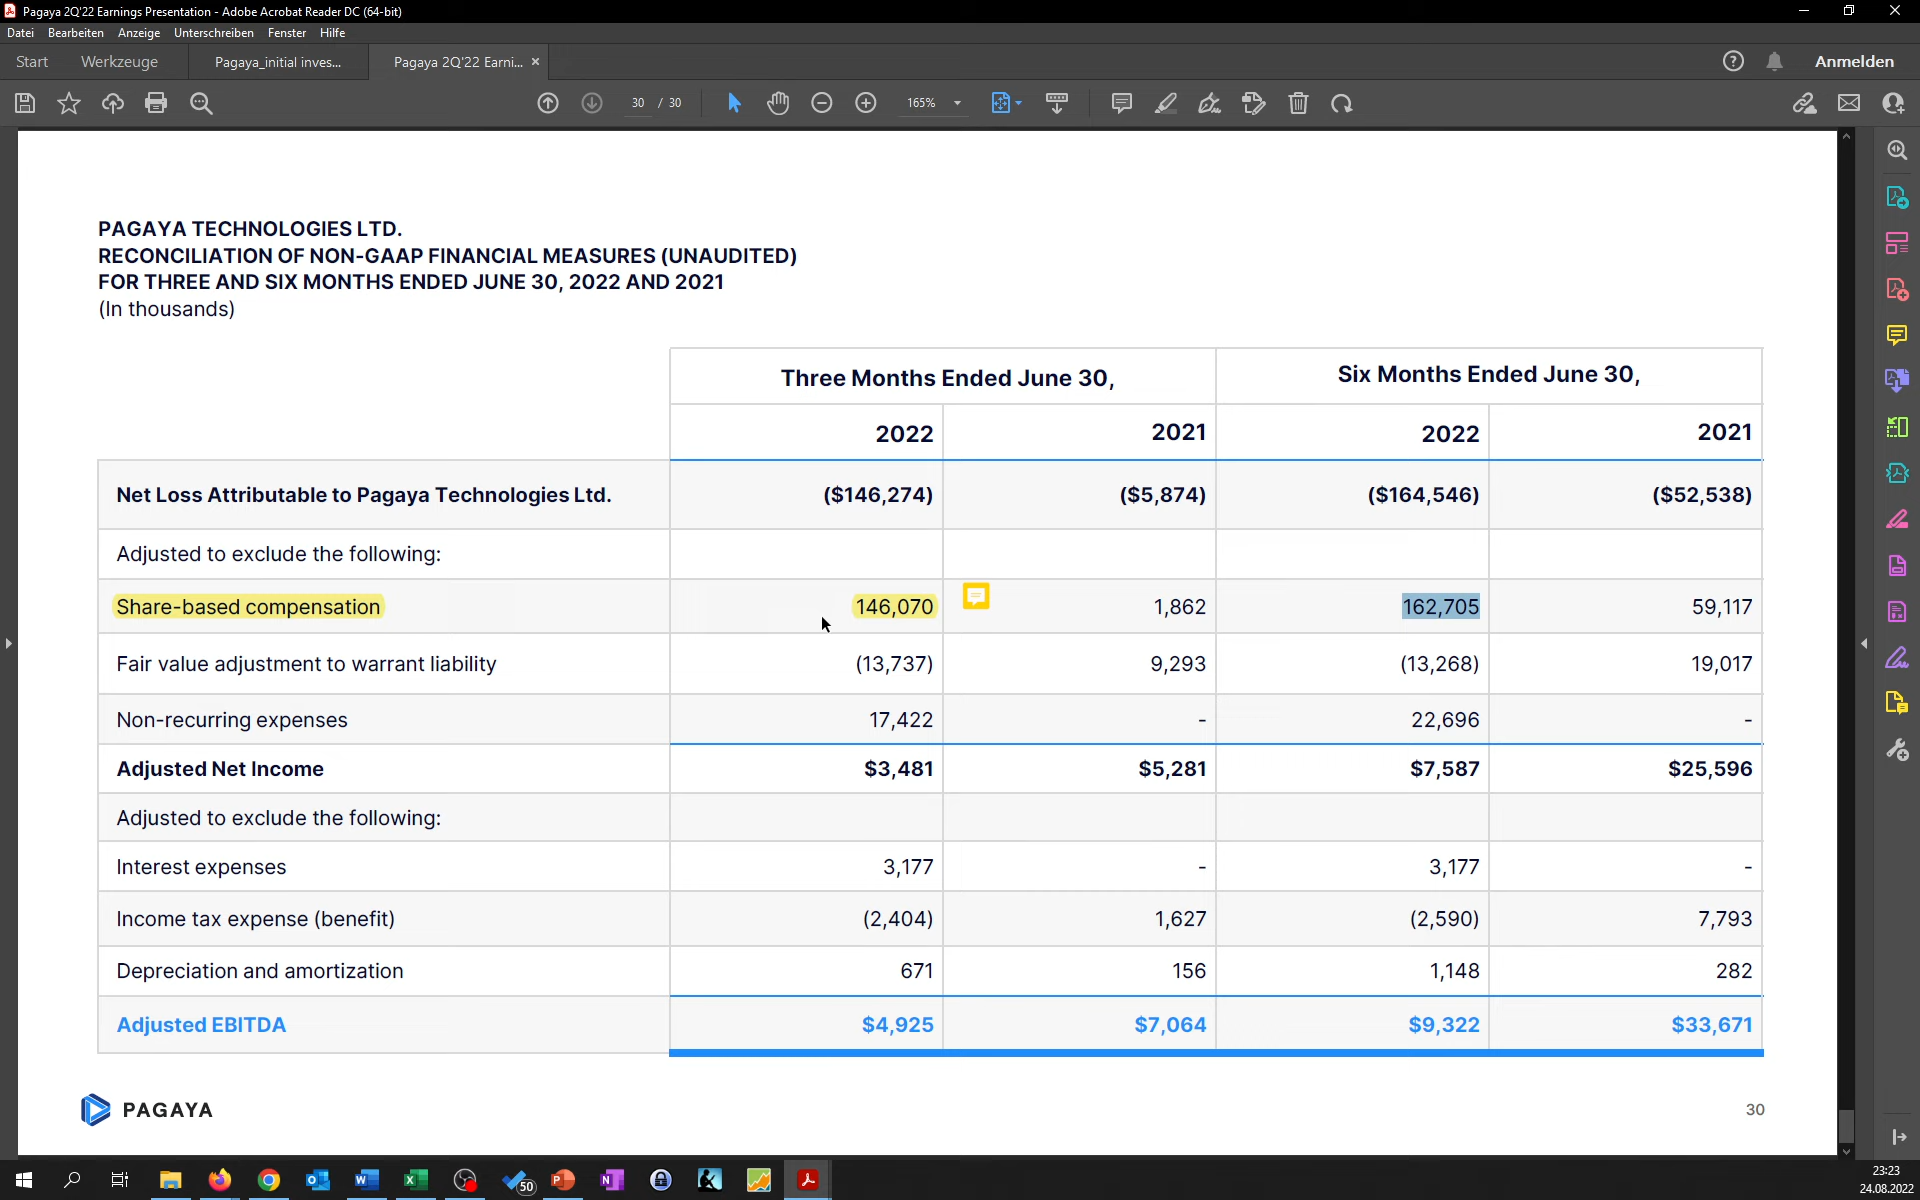 Pagaya 2Q'22 Earnings Presentation - Adobe Acrobat Reader DC (64-bit)
Datei Bearbeiten Anzeige Unterschreiben Fenster Hilfe
Start Werkzeuge Pagaya_initial inves... Pagaya 2Q'22 Earni... Anmelden
30 / 30 165%
PAGAYA TECHNOLOGIES LTD.
RECONCILIATION OF NON-GAAP FINANCIAL MEASURES (UNAUDITED)
FOR THREE AND SIX MONTHS ENDED JUNE 30, 2022 AND 2021
(In thousands)
Three Months Ended June 30, Six Months Ended June 30,
2022 2021 2022 2021
Net Loss Attributable to Pagaya Technologies Ltd. ($146,274) ($5,874) ($164,546) ($52,538)
Adjusted to exclude the following:
Share-based compensation 146,070 1,862 162,705 59,117
Fair value adjustment to warrant liability (13,737) 9,293 (13,268) 19,017
Non-recurring expenses 17,422 - 22,696 -
Adjusted Net Income $3,481 $5,281 $7,587 $25,596
Adjusted to exclude the following:
Interest expenses 3,177 - 3,177 -
Income tax expense (benefit) (2,404) 1,627 (2,590) 7,793
Depreciation and amortization 671 156 1,148 282
Adjusted EBITDA $4,925 $7,064 $9,322 $33,671
PAGAYA 30
50
23:23
24.08.2022